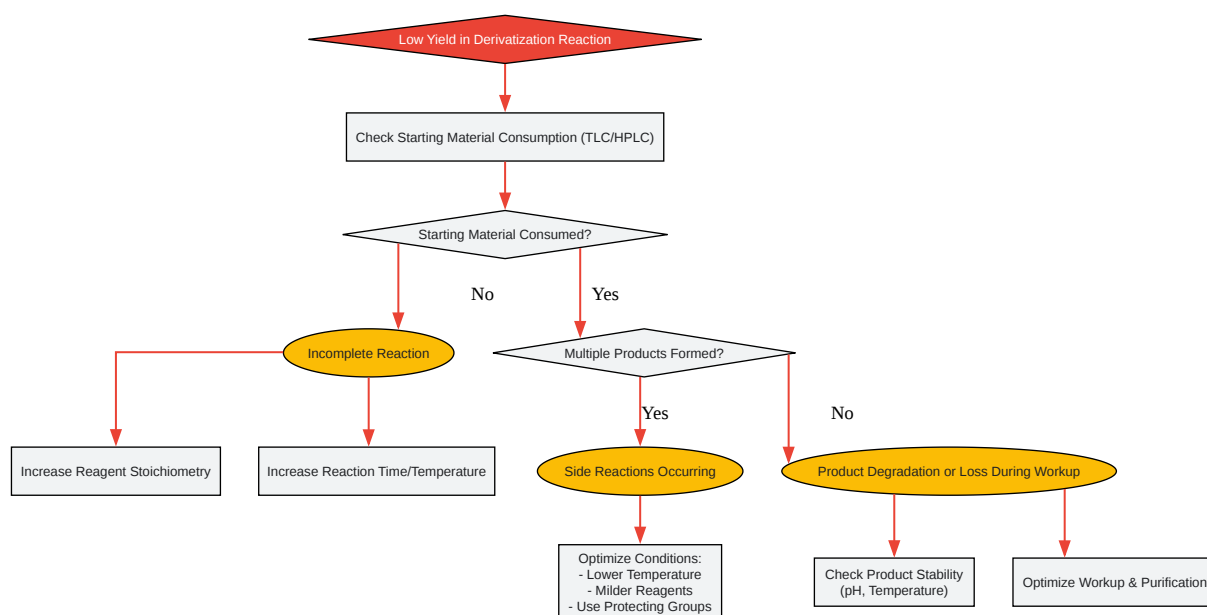 Low Yield in Derivatization Reaction
Check Starting Material Consumption (TLC/HPLC)
Starting Material Consumed?
No
Yes
Incomplete Reaction
Multiple Products Formed?
Yes
No
Increase Reagent Stoichiometry
Increase Reaction Time/Temperature
Side Reactions Occurring
Product Degradation or Loss During Workup
Optimize Conditions:
- Lower Temperature
- Milder Reagents
- Use Protecting Groups
Check Product Stability
(pH, Temperature)
Optimize Workup & Purification